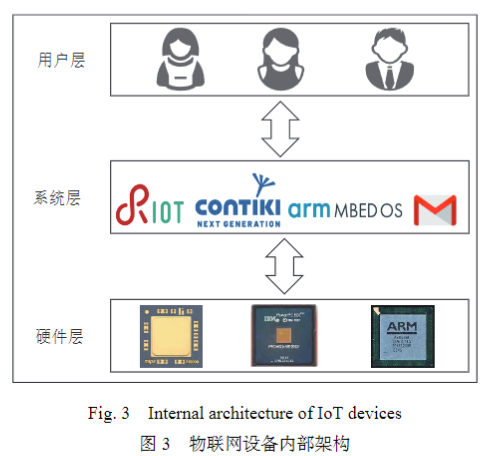 用户层
系统层
RIOT
CONTIKI
NEXT GENERATION
arm MBED OS
硬件层
IBM
ARM
Fig. 3 Internal architecture of IoT devices
图 3 物联网设备内部架构